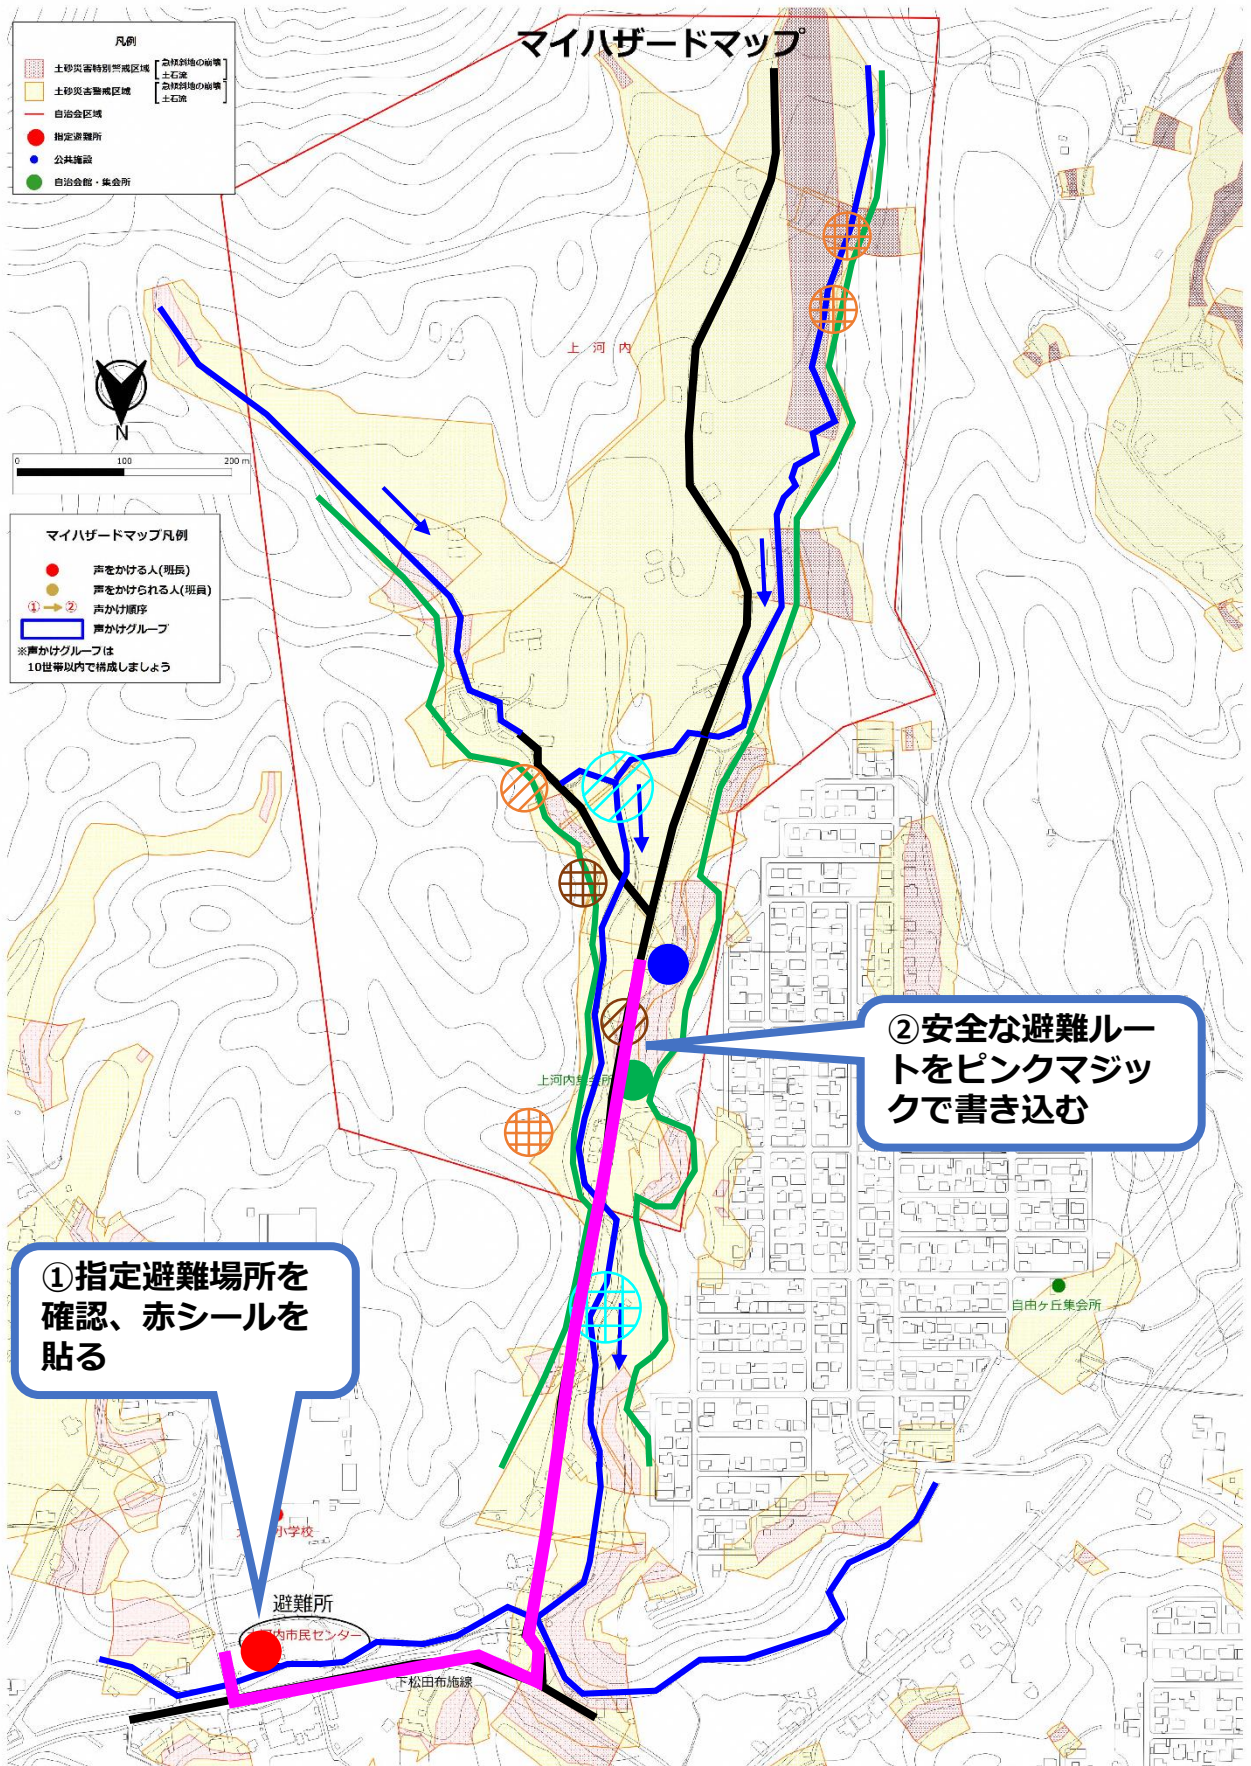 マイハザードマップ
凡例
土砂災害特別警戒区域
急傾斜地の崩壊
土石流
土砂災害警戒区域
急傾斜地の崩壊
土石流
自治会区域
指定避難所
公共施設
自治会館・集会所
上河内
N
0 100 200 m
マイハザードマップ凡例
声をかける人(班長)
声をかけられる人(班員)
①→② 声かけ順序
声かけグループ
※声かけグループは
10世帯以内で構成しましょう
②安全な避難ルー
トをピンクマジッ
クで書き込む
上河内集会所
①指定避難場所を
確認、赤シールを
貼る
自由ヶ丘集会所
小学校
避難所
河内市民センター
下松田布施線